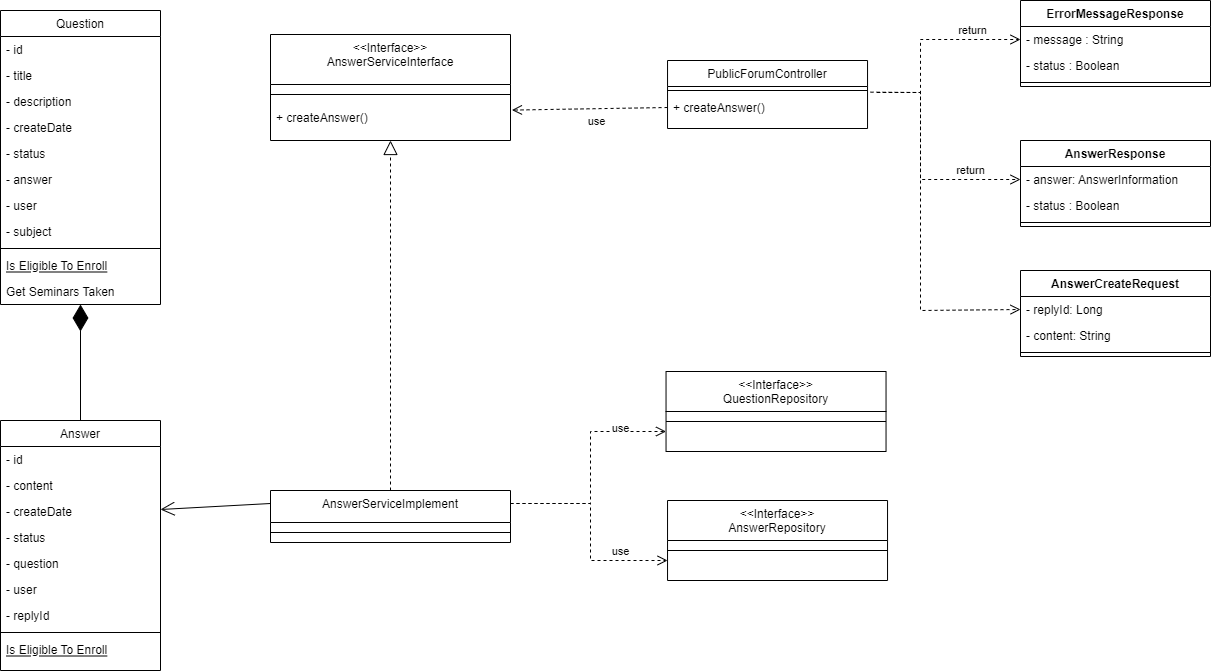 Question
- id
- title
- description
- createDate
- status
- answer
- user
- subject
Is Eligible To Enroll
Get Seminars Taken
Answer
- id
- content
- createDate
- status
- question
- user
- replyId
Is Eligible To Enroll
<<Interface>>
AnswerServiceInterface
+ createAnswer()
use
PublicForumController
+ createAnswer()
return
ErrorMessageResponse
- message : String
- status : Boolean
return
AnswerResponse
- answer: AnswerInformation
- status : Boolean
AnswerCreateRequest
- replyId: Long
- content: String
AnswerServiceImplement
use
<<Interface>>
QuestionRepository
use
<<Interface>>
AnswerRepository